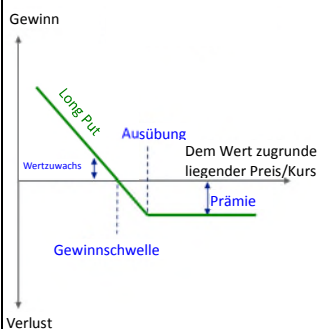 Gewinn
Long Put
Ausübung
Dem Wert zugrunde
liegender Preis/Kurs
Wertzuwachs
Prämie
Gewinnschwelle
Verlust